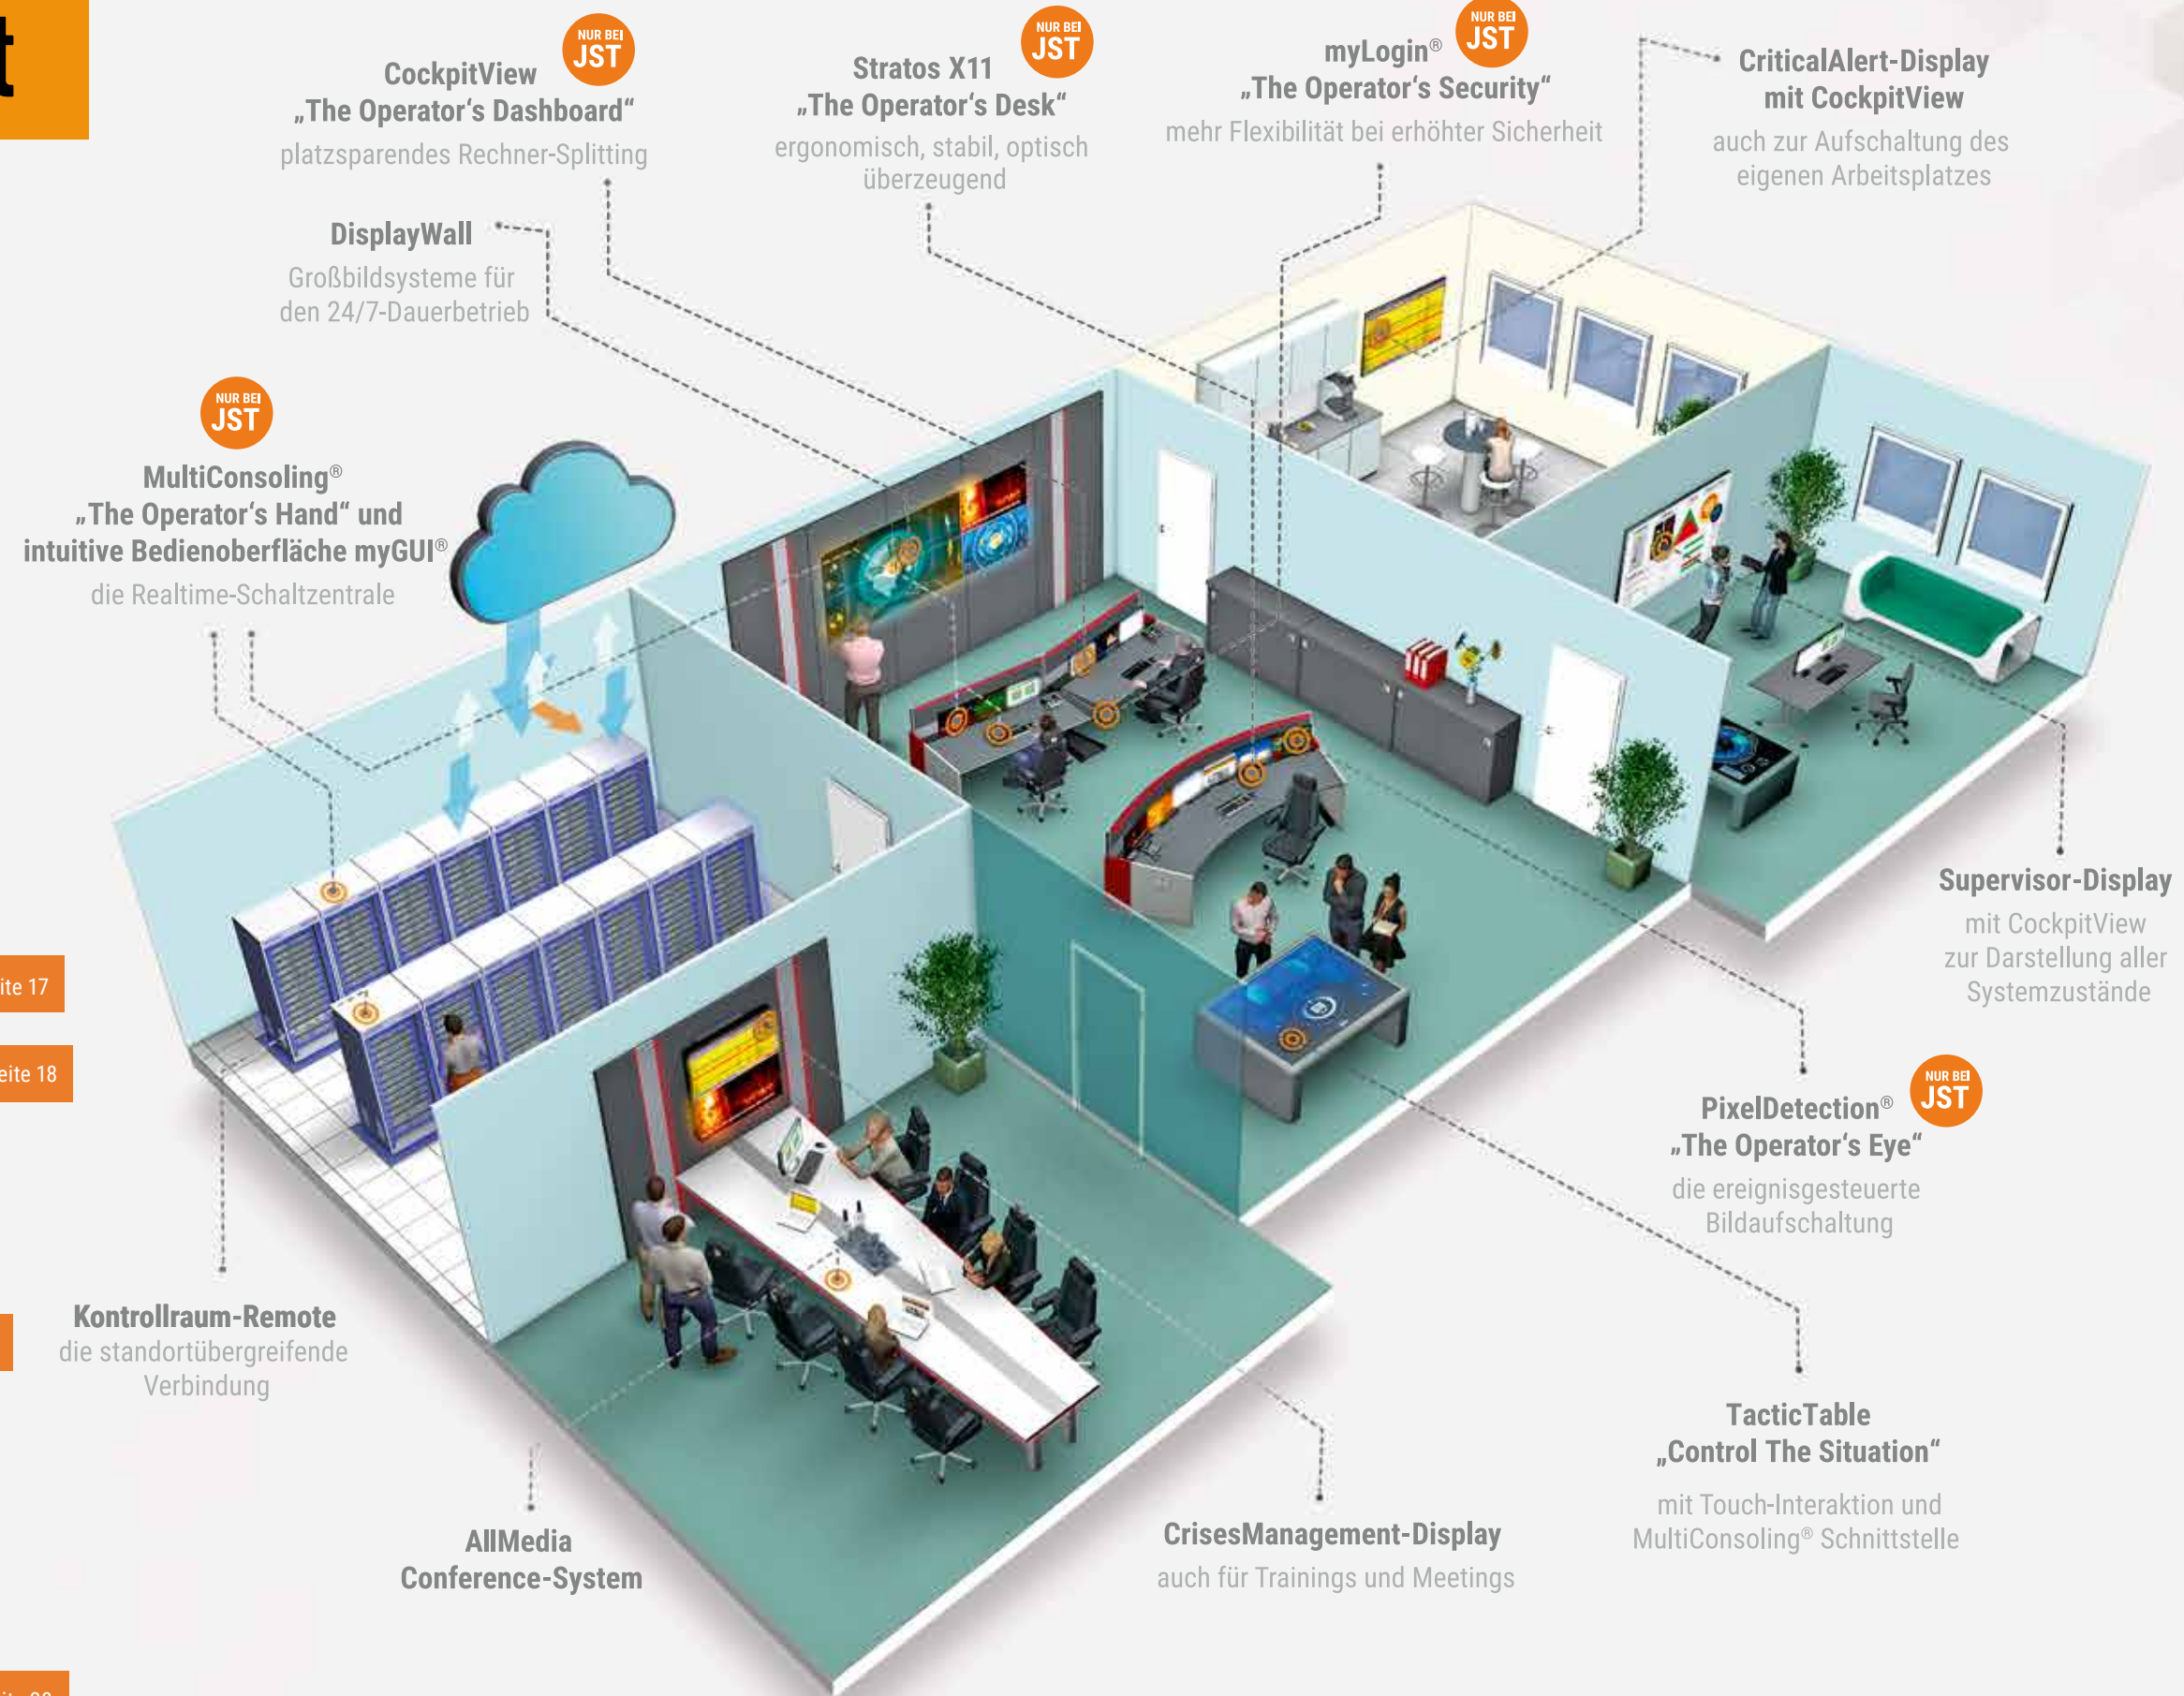 t
NUR BEI
JST
CockpitView
„The Operator‘s Dashboard“
platzsparendes Rechner-Splitting
NUR BEI
JST
Stratos X11
„The Operator‘s Desk“
ergonomisch, stabil, optisch
überzeugend
NUR BEI
JST
myLogin®
„The Operator‘s Security“
mehr Flexibilität bei erhöhter Sicherheit
CriticalAlert-Display
mit CockpitView
auch zur Aufschaltung des
eigenen Arbeitsplatzes
DisplayWall
Großbildsysteme für
den 24/7-Dauerbetrieb
NUR BEI
JST
MultiConsoling®
„The Operator‘s Hand“ und
intuitive Bedienoberfläche myGUI®
die Realtime-Schaltzentrale
Supervisor-Display
mit CockpitView
zur Darstellung aller
Systemzustände
ite 17
eite 18
NUR BEI
JST
PixelDetection®
„The Operator‘s Eye“
die ereignisgesteuerte
Bildaufschaltung
Kontrollraum-Remote
die standortübergreifende
Verbindung
TacticTable
„Control The Situation“
mit Touch-Interaktion und
MultiConsoling® Schnittstelle
AllMedia
Conference-System
CrisesManagement-Display
auch für Trainings und Meetings